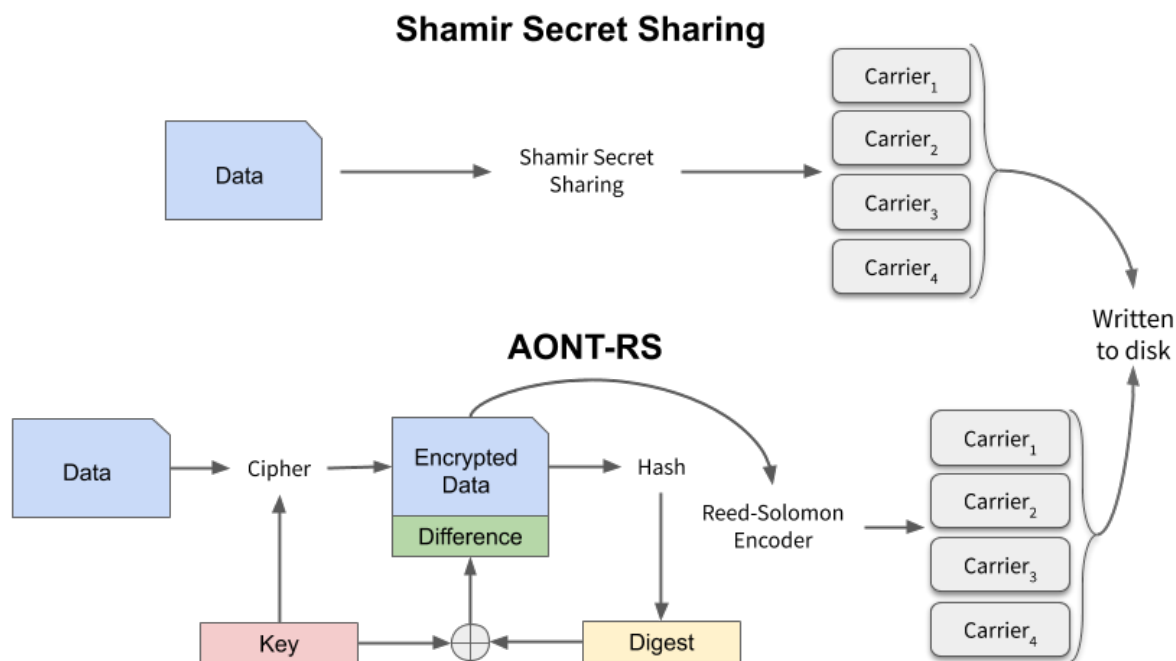 Shamir Secret Sharing
Data
Shamir Secret
Sharing
Carrier₁
Carrier₂
Carrier₃
Carrier₄
Written
to disk
AONT-RS
Data
Cipher
Encrypted
Data
Difference
Hash
Reed-Solomon
Encoder
Carrier₁
Carrier₂
Carrier₃
Carrier₄
Key
Digest